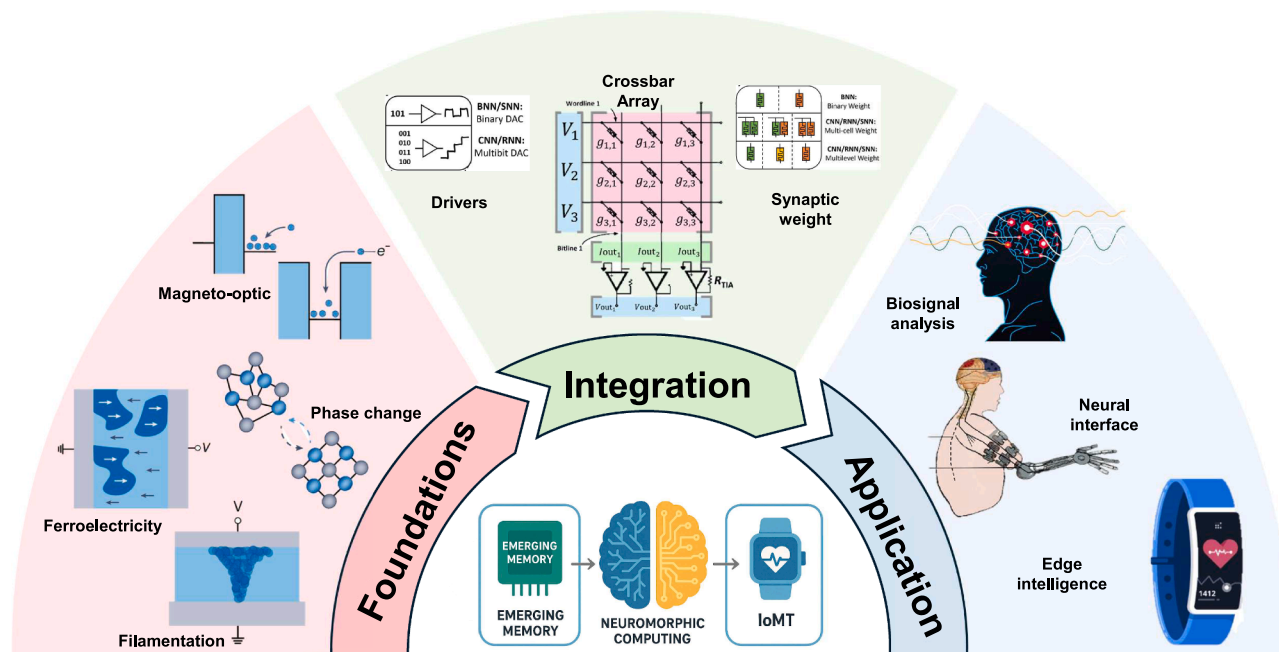 101
BNN/SNN:
Binary DAC
001
010
011
100
CNN/RNN:
Multibit DAC
Drivers
Crossbar
Array
Wordline 1
V1
V2
V3
g1,1
g1,2
g1,3
g2,1
g2,2
g2,3
g3,1
g3,2
g3,3
Bitline 1
Iout1
Iout2
Iout3
RTIA
Vout1
Vout2
Vout3
BNN:
Binary Weight
CNN/RNN/SNN:
Multi-cell Weight
CNN/RNN/SNN:
Multilevel Weight
Synaptic
weight
e−
Magneto-optic
Phase change
V
Ferroelectricity
V
Filamentation
Foundations
Integration
Application
EMERGING
MEMORY
EMERGING
MEMORY
NEUROMORPHIC
COMPUTING
IoMT
Biosignal
analysis
Neural
interface
Edge
intelligence
1412